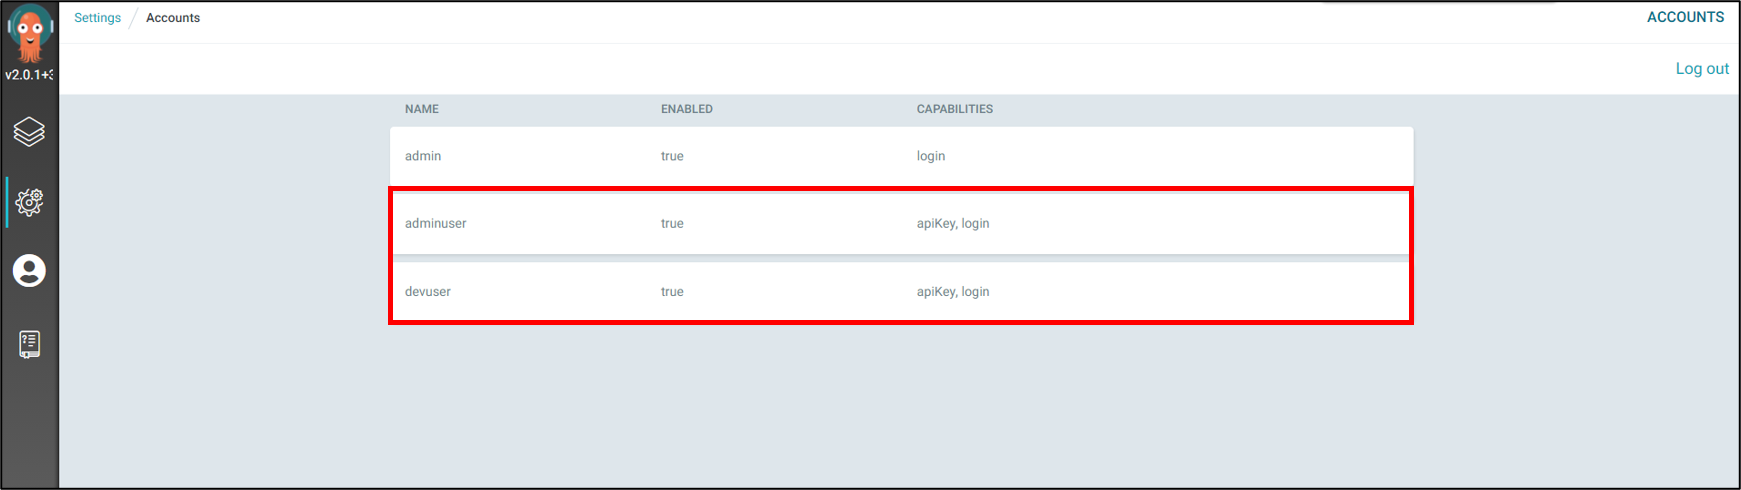 Settings / Accounts
ACCOUNTS
v2.0.1+3
Log out
NAME ENABLED CAPABILITIES
admin true login
adminuser true apiKey, login
devuser true apiKey, login